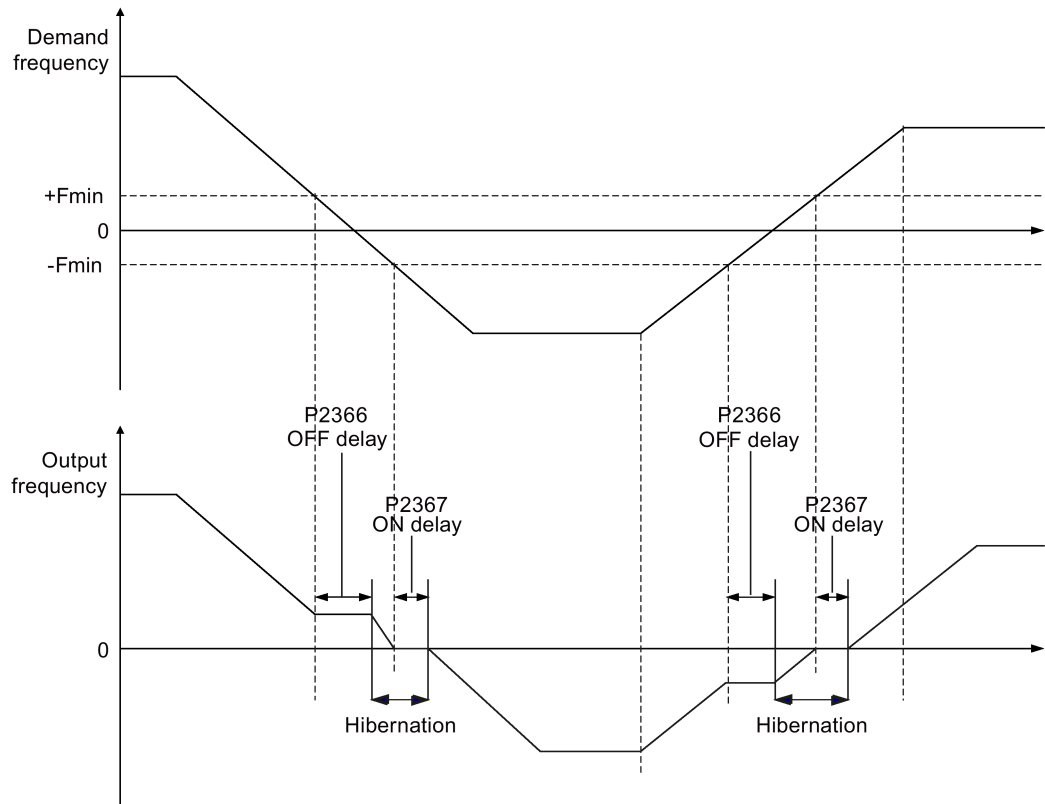 Demand
frequency
+Fmin
0
-Fmin
P2366
OFF delay
P2366
OFF delay
Output
frequency
P2367
ON delay
P2367
ON delay
0
Hibernation
Hibernation